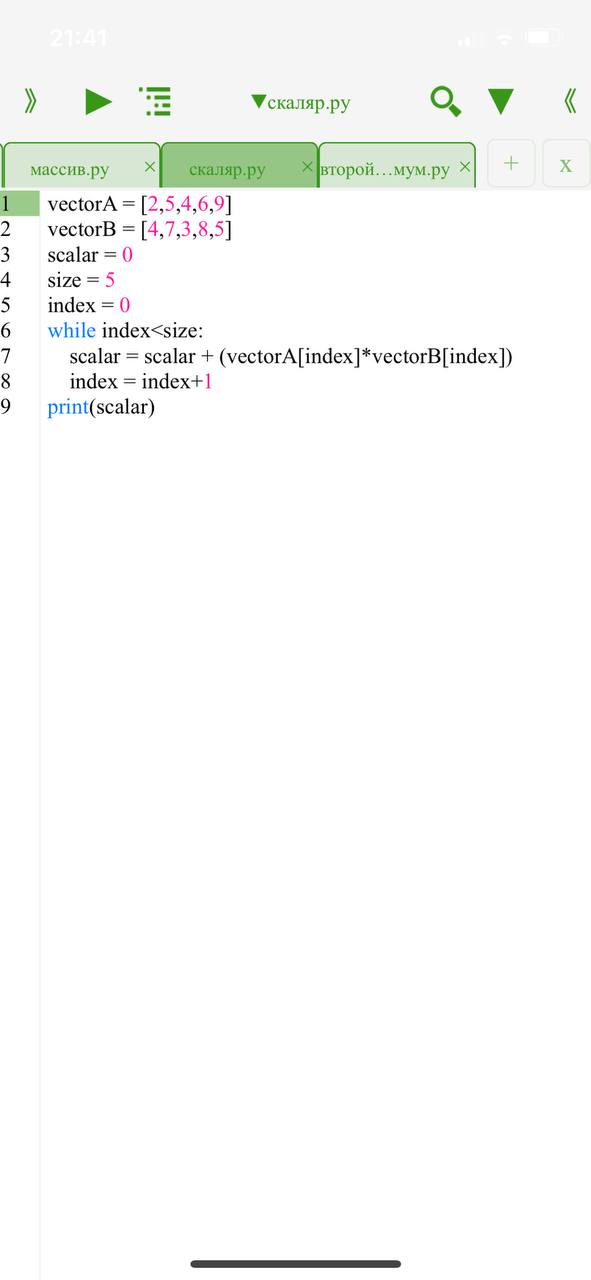 21:41
▼скаляр.py
массив.py × скаляр.py × второй...мум.py × + x
1 vectorA = [2,5,4,6,9]
2 vectorB = [4,7,3,8,5]
3 scalar = 0
4 size = 5
5 index = 0
6 while index<size:
7     scalar = scalar + (vectorA[index]*vectorB[index])
8     index = index+1
9 print(scalar)